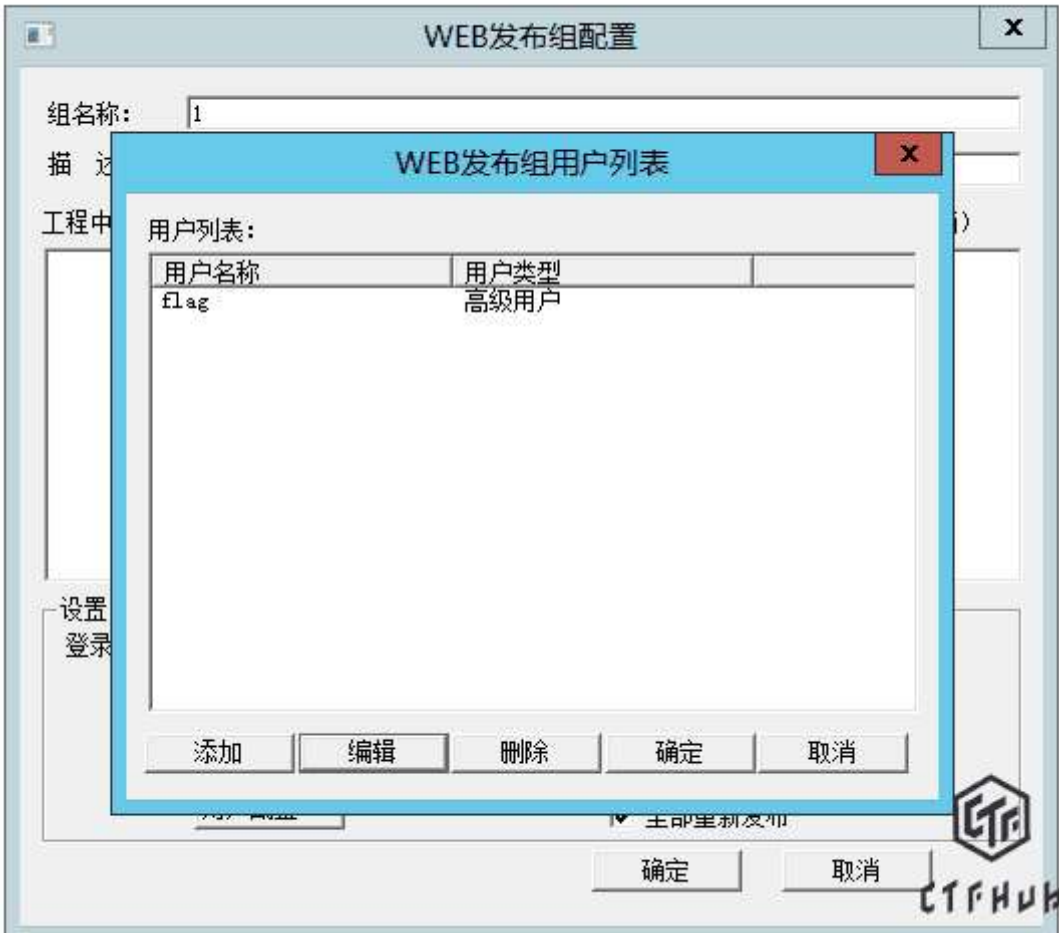 WEB发布组配置
x
组名称: 1
描
WEB发布组用户列表
x
工程中
用户列表:
用户名称 用户类型
flag 高级用户
设置
登录
添加 编辑 删除 确定 取消
全部重新发布
确定 取消
CTFHub